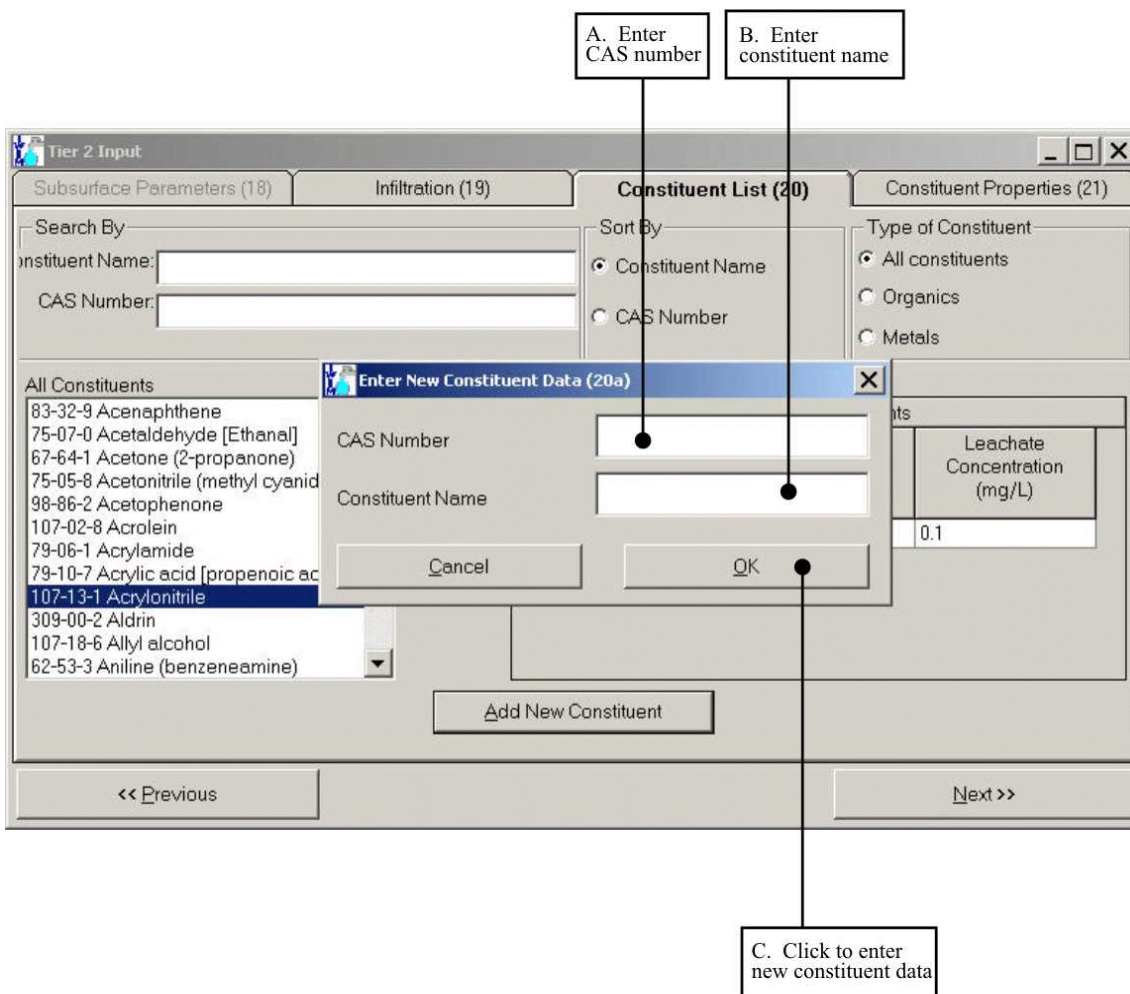 A. Enter
CAS number
B. Enter
constituent name
Tier 2 Input
Subsurface Parameters (18)
Infiltration (19)
Constituent List (20)
Constituent Properties (21)
Search By
onstituent Name:
CAS Number:
Sort By
Constituent Name
CAS Number
Type of Constituent
All constituents
Organics
Metals
All Constituents
83-32-9 Acenaphthene
75-07-0 Acetaldehyde [Ethanal]
67-64-1 Acetone (2-propanone)
75-05-8 Acetonitrile (methyl cyanid
98-86-2 Acetophenone
107-02-8 Acrolein
79-06-1 Acrylamide
79-10-7 Acrylic acid [propenoic ac
107-13-1 Acrylonitrile
309-00-2 Aldrin
107-18-6 Allyl alcohol
62-53-3 Aniline (benzeneamine)
Enter New Constituent Data (20a)
CAS Number
Constituent Name
Cancel
OK
nts
Leachate
Concentration
(mg/L)
0.1
Add New Constituent
<< Previous
Next >>
C. Click to enter
new constituent data